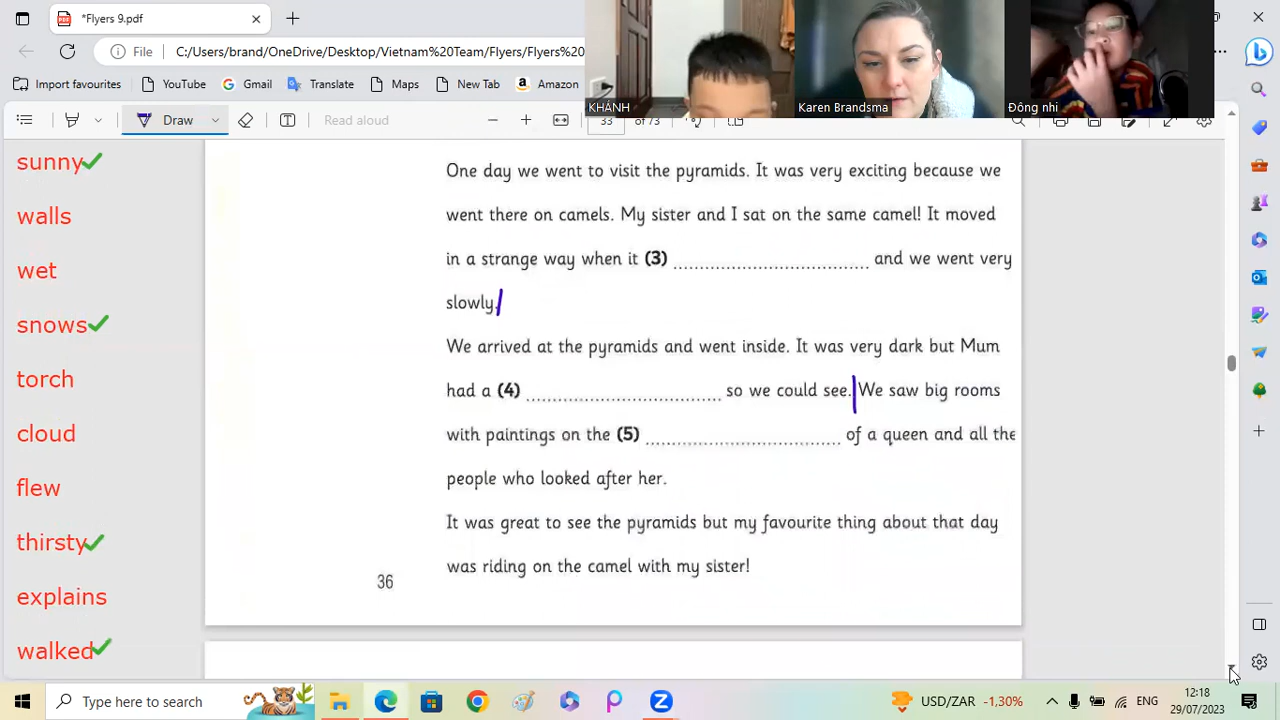 *Flyers 9.pdf
File
C:/Users/brand/OneDrive/Desktop/Vietnam%20Team/Flyers/Flyers%20
Import favourites
YouTube
Gmail
Translate
Maps
News
Amazon
KHÁNH
Karen Brandsma
Đông nhi
Draw
Read aloud
33
of 73
sunny
walls
wet
snows
torch
cloud
flew
thirsty
explains
walked
One day we went to visit the pyramids. It was very exciting because we
went there on camels. My sister and I sat on the same camel! It moved
in a strange way when it (3) ........................................ and we went very
slowly.
We arrived at the pyramids and went inside. It was very dark but Mum
had a (4) ........................................ so we could see. We saw big rooms
with paintings on the (5) ........................................ of a queen and all the
people who looked after her.
It was great to see the pyramids but my favourite thing about that day
was riding on the camel with my sister!
36
Type here to search
USD/ZAR -1,30%
ENG
12:18
29/07/2023